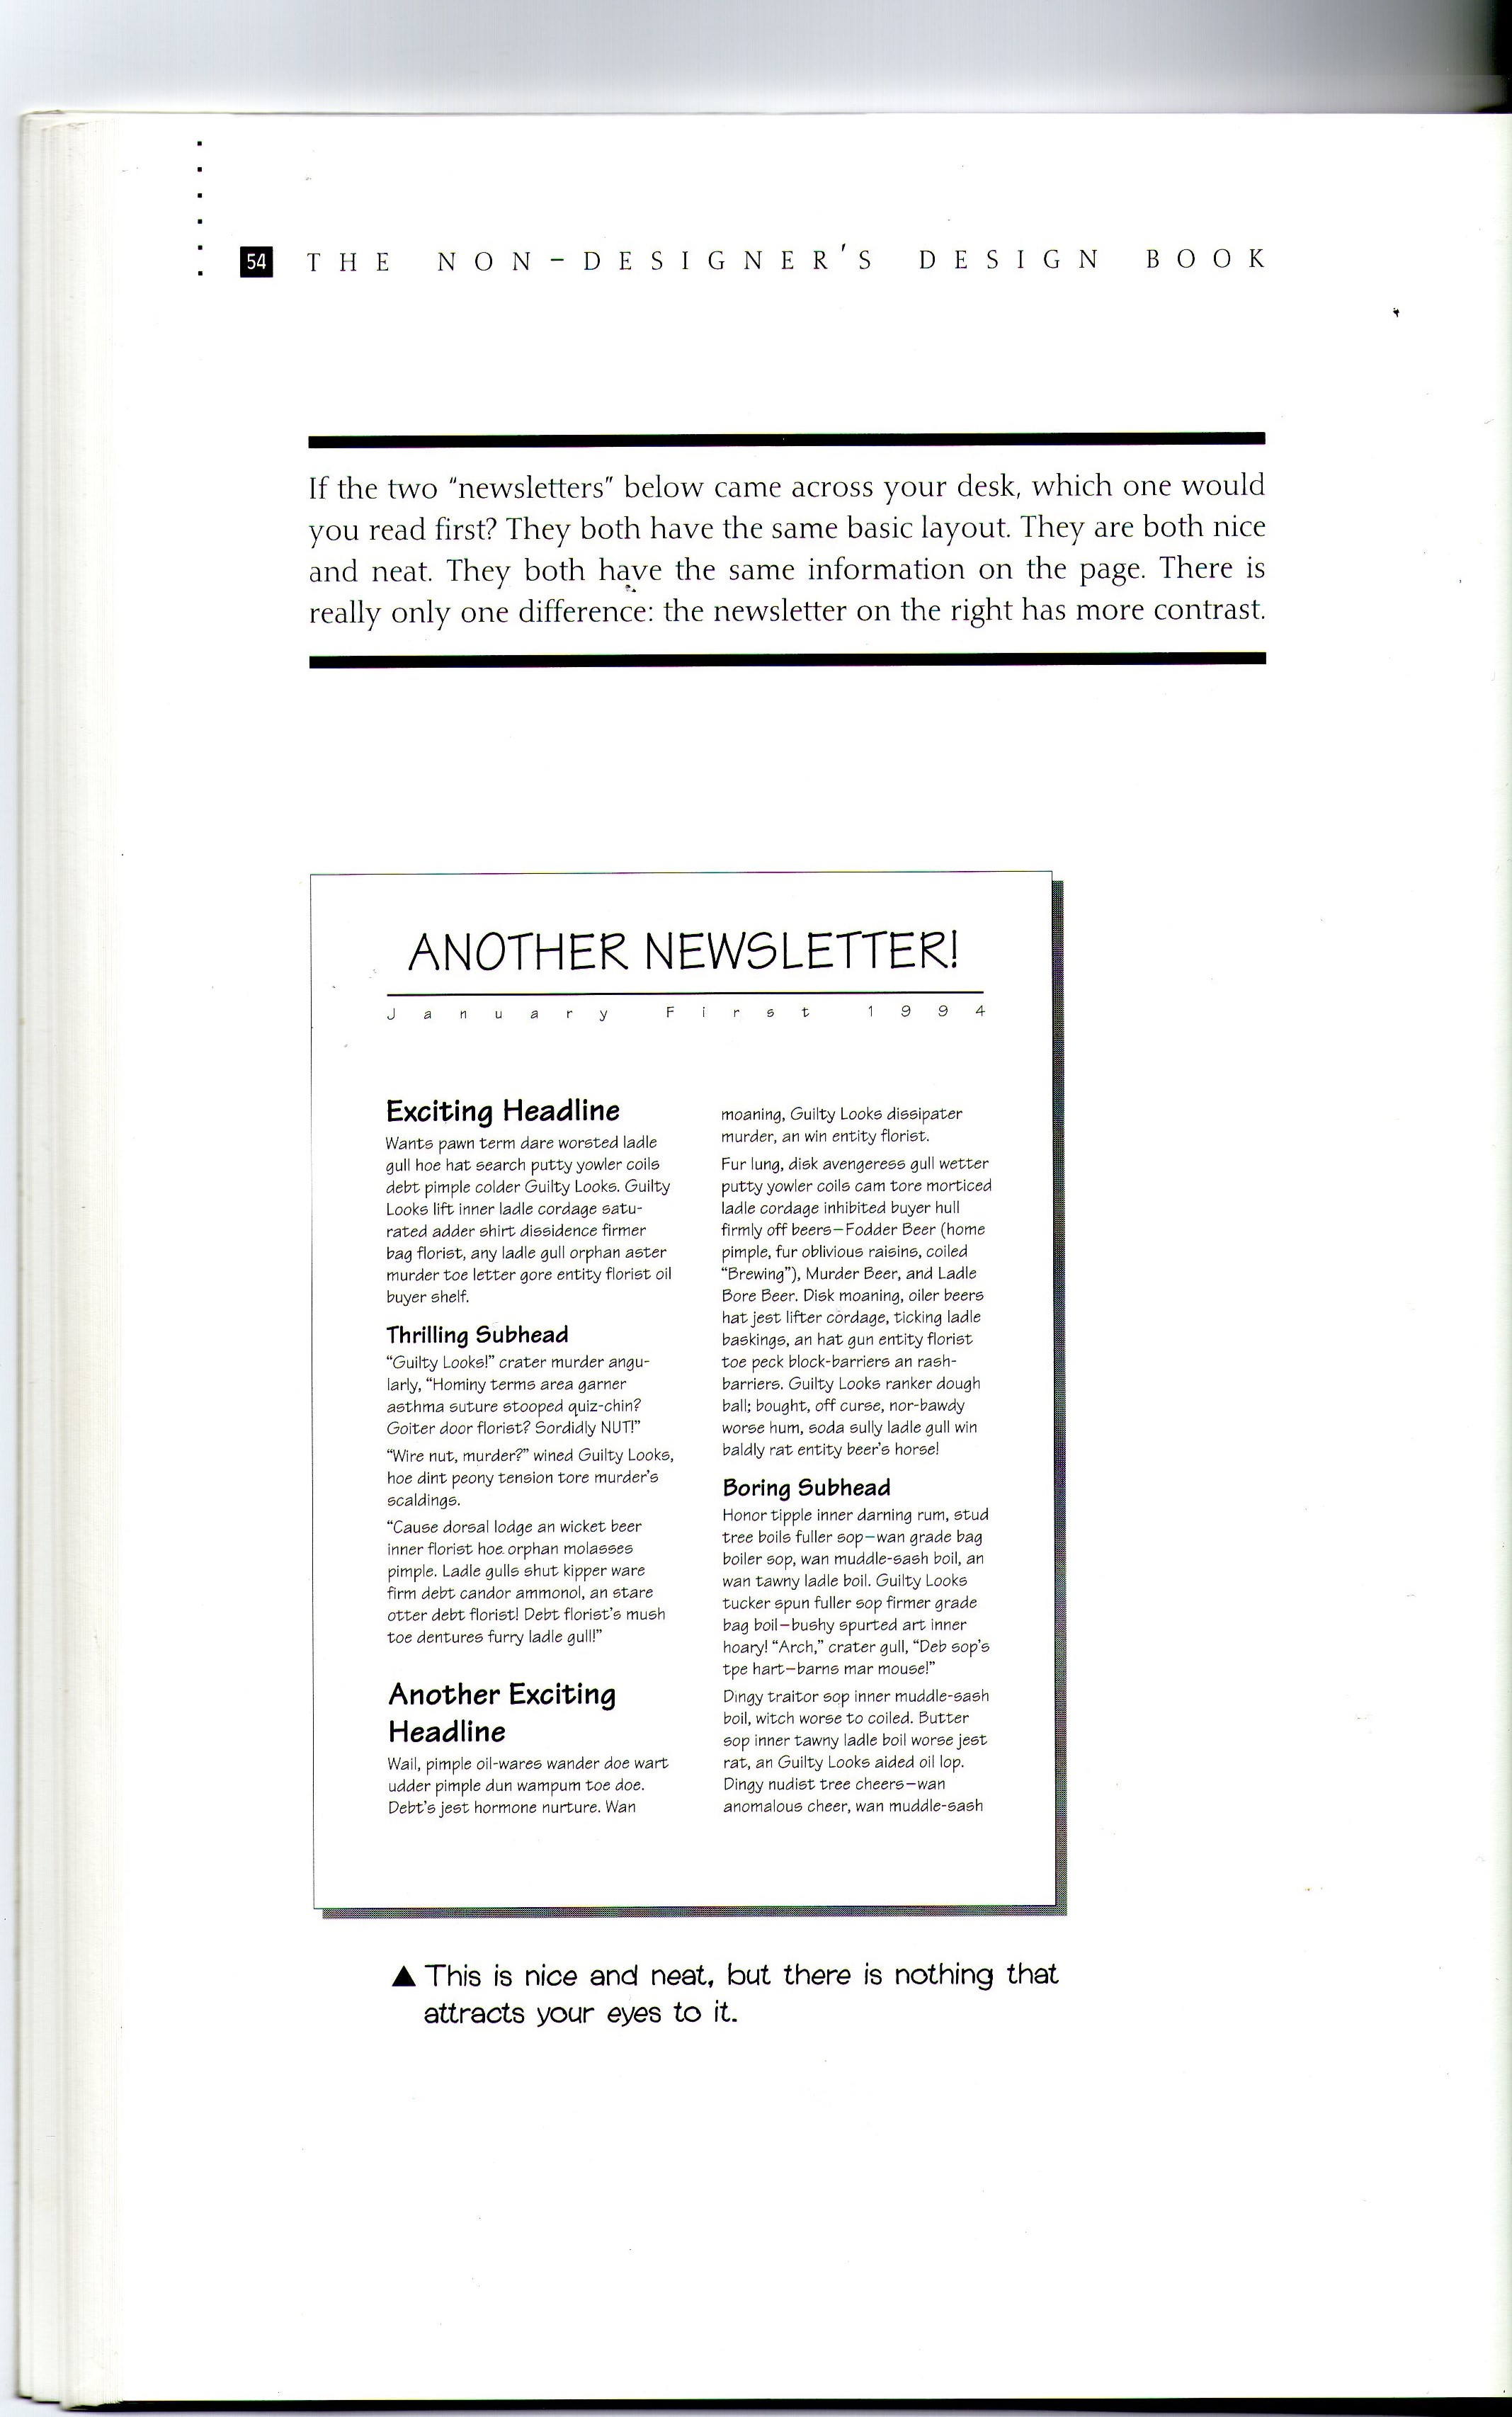 54 THE NON-DESIGNER'S DESIGN BOOK
If the two "newsletters" below came across your desk, which one would
you read first? They both have the same basic layout. They are both nice
and neat. They both have the same information on the page. There is
really only one difference: the newsletter on the right has more contrast.
ANOTHER NEWSLETTER!
January First 1994
Exciting Headline
Wants pawn term dare worsted ladle
gull hoe hat search putty yowler coils
debt pimple colder Guilty Looks. Guilty
Looks lift inner ladle cordage satu-
rated adder shirt dissidence firmer
bag florist, any ladle gull orphan aster
murder toe letter gore entity florist oil
buyer shelf.
Thrilling Subhead
"Guilty Looks!" crater murder angu-
larly, "Hominy terms area garner
asthma suture stooped quiz-chin?
Goiter door florist? Sordidly NUT!"
"Wire nut, murder?" wined Guilty Looks,
hoe dint peony tension tore murder's
scaldings.
"Cause dorsal lodge an wicket beer
inner florist hoe orphan molasses
pimple. Ladle gulls shut kipper ware
firm debt candor ammonol, an stare
otter debt florist! Debt florist's mush
toe dentures furry ladle gull!"
Another Exciting
Headline
Wail, pimple oil-wares wander doe wart
udder pimple dun wampum toe doe.
Debt's jest hormone nurture. Wan
moaning, Guilty Looks dissipater
murder, an win entity florist.
Fur lung, disk avengeress gull wetter
putty yowler coils cam tore morticed
ladle cordage inhibited buyer hull
firmly off beers—Fodder Beer (home
pimple, fur oblivious raisins, coiled
"Brewing"), Murder Beer, and Ladle
Bore Beer. Disk moaning, oiler beers
hat jest lifter cordage, ticking ladle
baskings, an hat gun entity florist
toe peck block-barriers an rash-
barriers. Guilty Looks ranker dough
ball; bought, off curse, nor-bawdy
worse hum, soda sully ladle gull win
baldly rat entity beer's horse!
Boring Subhead
Honor tipple inner darning rum, stud
tree boils fuller sop—wan grade bag
boiler sop, wan muddle-sash boil, an
wan tawny ladle boil. Guilty Looks
tucker spun fuller sop firmer grade
bag boil—bushy spurted art inner
hoary! "Arch," crater gull, "Deb sop's
tpe hart—barns mar mouse!"
Dingy traitor sop inner muddle-sash
boil, witch worse to coiled. Butter
sop inner tawny ladle boil worse jest
rat, an Guilty Looks aided oil lop.
Dingy nudist tree cheers—wan
anomalous cheer, wan muddle-sash
▲ This is nice and neat, but there is nothing that
attracts your eyes to it.